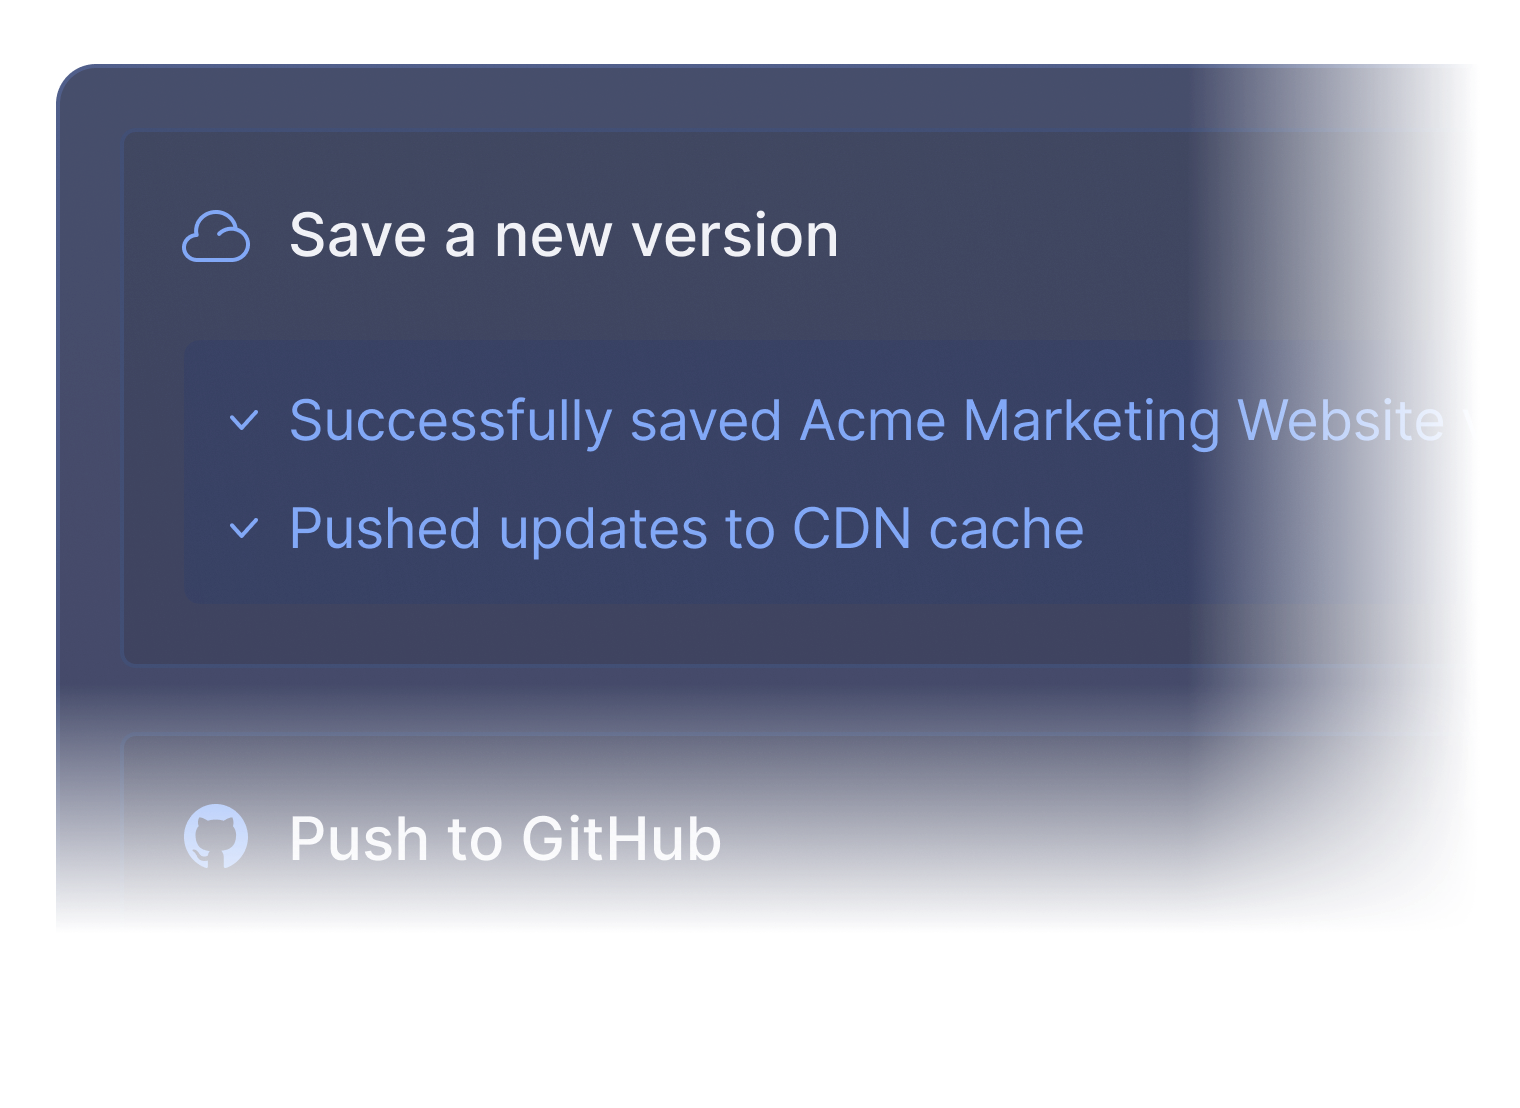 Save a new version
Successfully saved Acme Marketing Website
Pushed updates to CDN cache
Push to GitHub